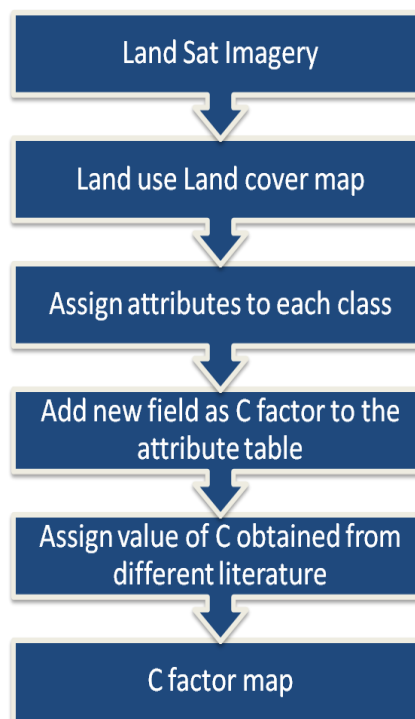 Land Sat Imagery
Land use Land cover map
Assign attributes to each class
Add new field as C factor to the
attribute table
Assign value of C obtained from
different literature
C factor map